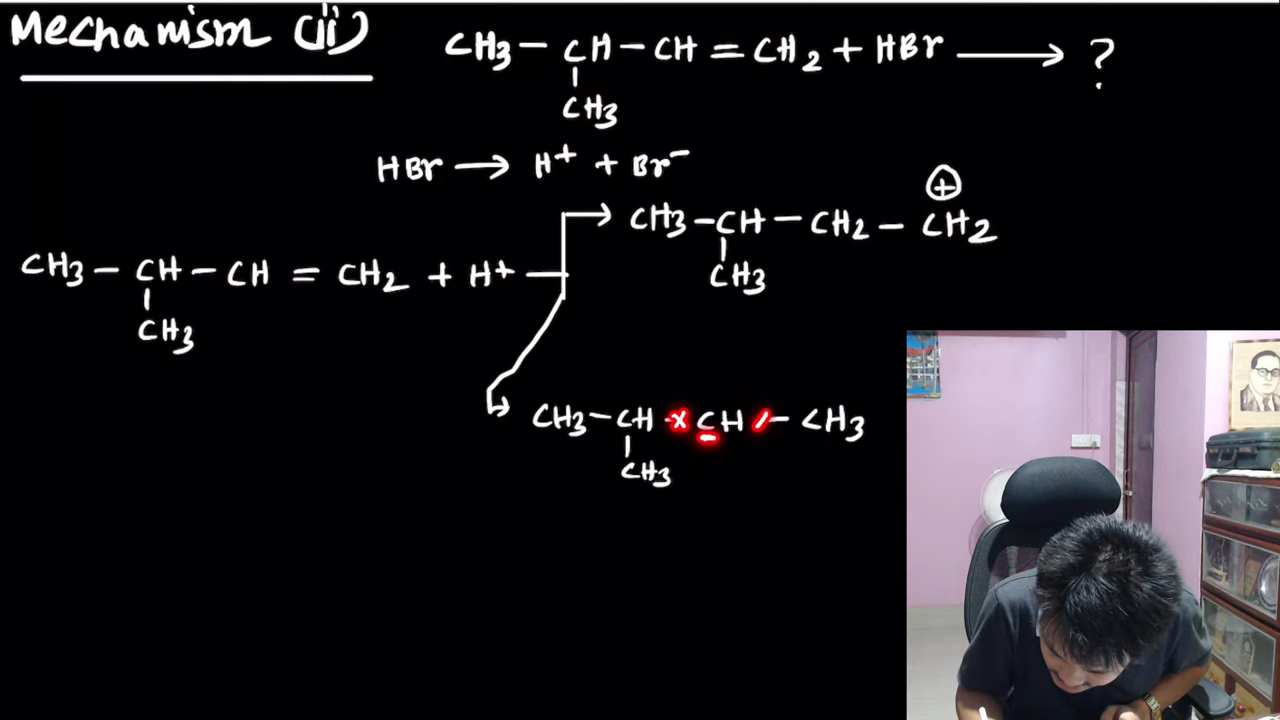 Mechanism (ii)
CH3 – CH – CH = CH2 + HBr ⟶ ?
CH3
HBr ⟶ H+ + Br–
CH3 – CH – CH2 – CH2
⊕
CH3
CH3 – CH – CH = CH2 + H+
CH3
CH3 – CH × CH – CH3
CH3